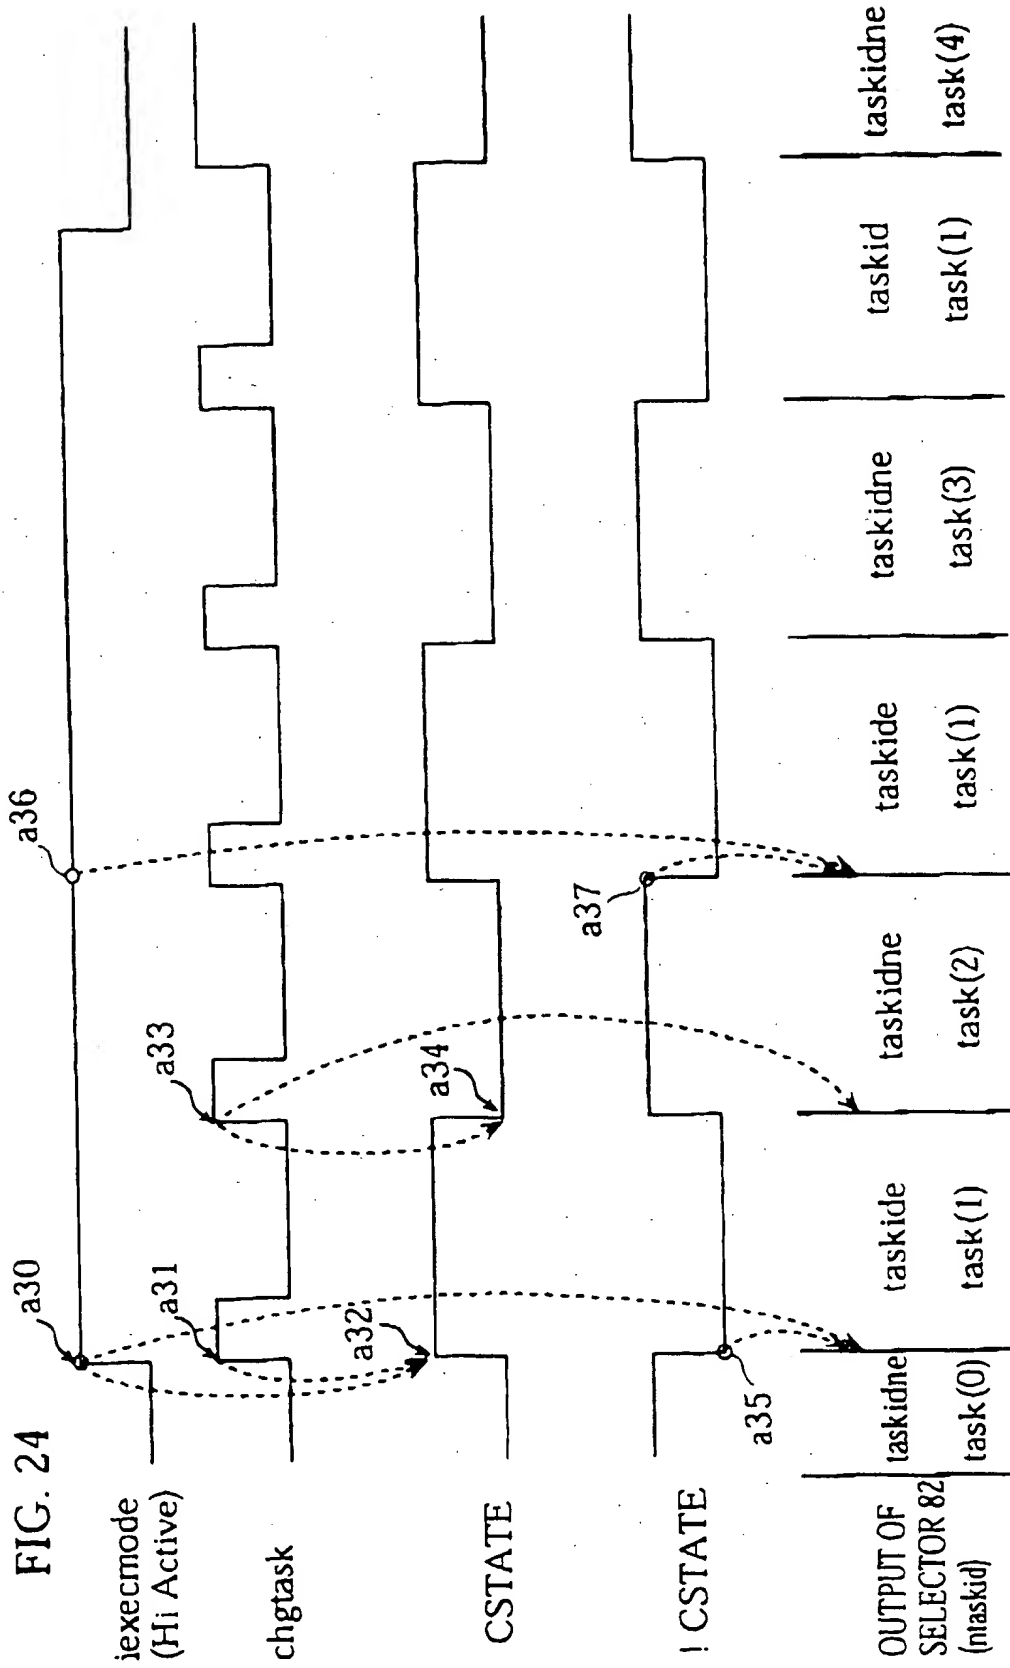 FIG. 24
iexecmode
(Hi Active)
a30
a36
chgtask
a31
a33
CSTATE
a32
a34
! CSTATE
a35
a37
OUTPUT OF
SELECTOR 82
(ntaskid)
taskidne
task(0)
taskide
task(1)
taskidne
task(2)
taskide
task(1)
taskidne
task(3)
taskid
task(1)
taskidne
task(4)